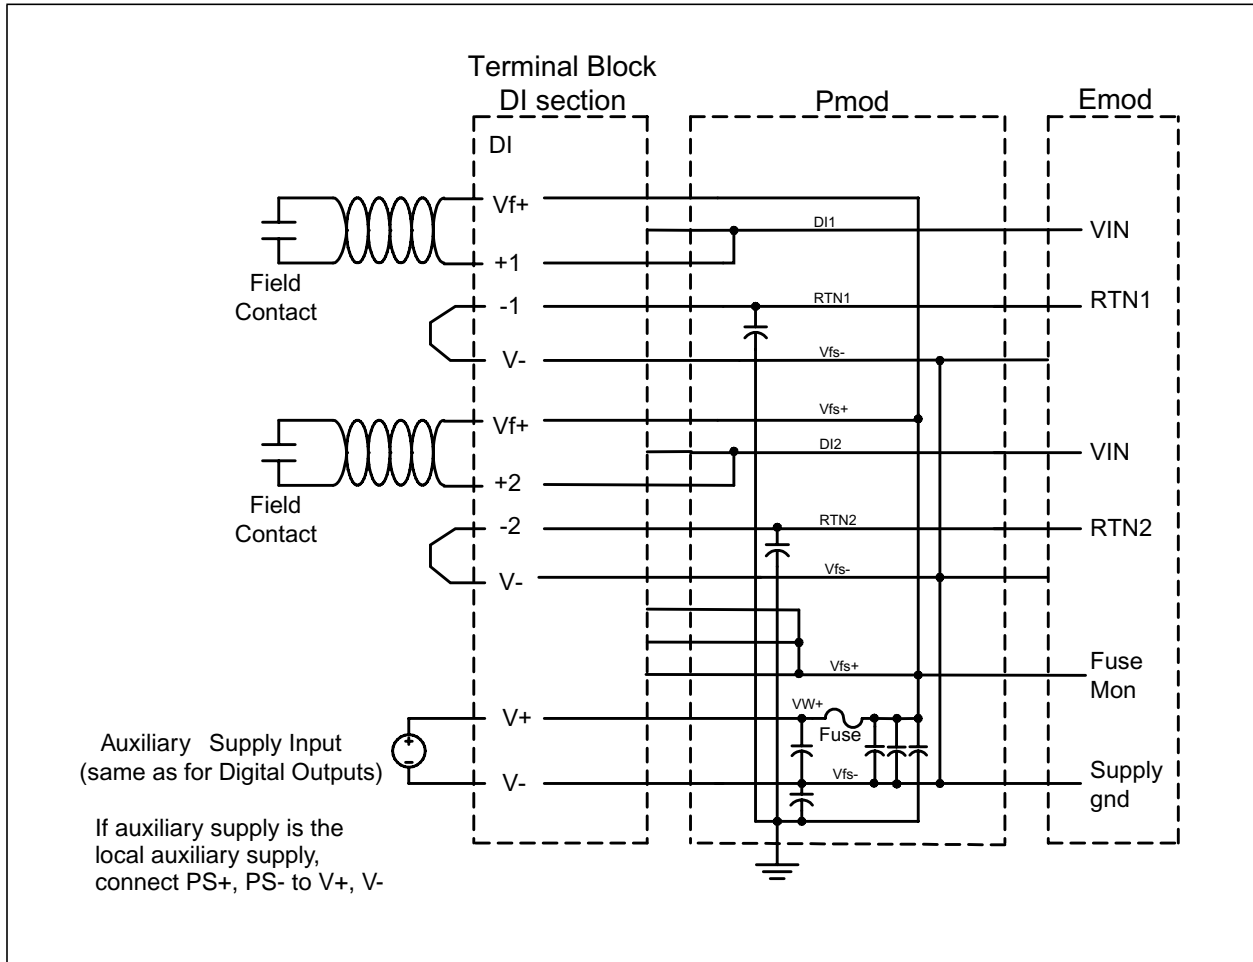 Terminal Block
DI section
Pmod
Emod
DI
Vf+
DI1
VIN
+1
Field
Contact
-1
RTN1
RTN1
V-
Vfs-
Vf+
Vfs+
DI2
VIN
+2
Field
Contact
-2
RTN2
RTN2
V-
Vfs-
Vfs+
Fuse
Mon
V+
VW+
Fuse
Auxiliary Supply Input
(same as for Digital Outputs)
+
-
V-
Vfs-
Supply
gnd
If auxiliary supply is the
local auxiliary supply,
connect PS+, PS- to V+, V-